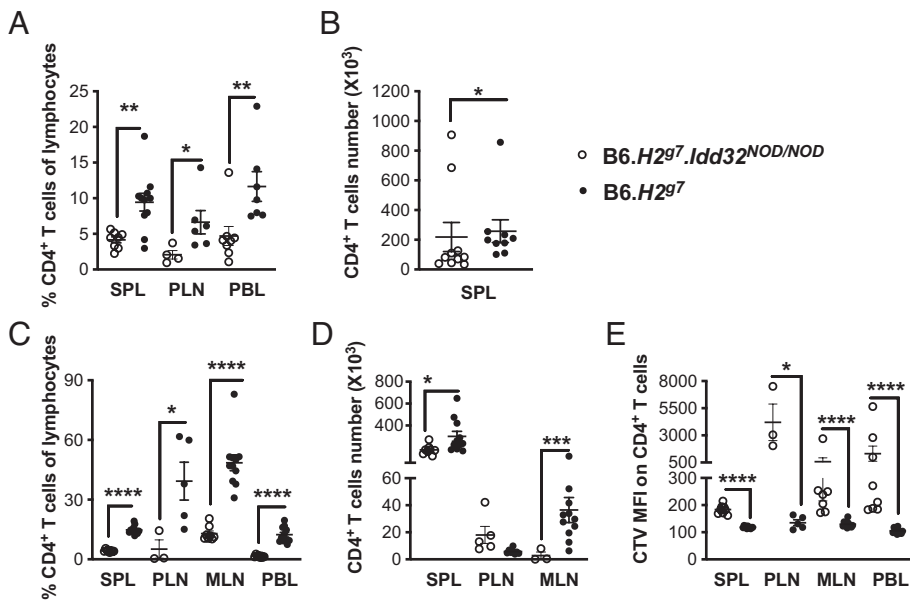 A
% CD4⁺ T cells of lymphocytes
25
20
15
10
5
0
** * **
SPL PLN PBL
B
CD4⁺ T cells number (X10³)
1200
1000
800
600
400
200
0
*
SPL
B6.H2ᵍ⁷.Idd32ᴺᴼᴰ/ᴺᴼᴰ
B6.H2ᵍ⁷
C
% CD4⁺ T cells of lymphocytes
90
60
30
0
**** * **** ****
SPL PLN MLN PBL
D
CD4⁺ T cells number (X10³)
800
600
400
200
60
40
20
0
* ***
SPL PLN MLN
E
CTV MFI on CD4⁺ T cells
8000
5500
3000
500
200
100
0
**** * **** ****
SPL PLN MLN PBL